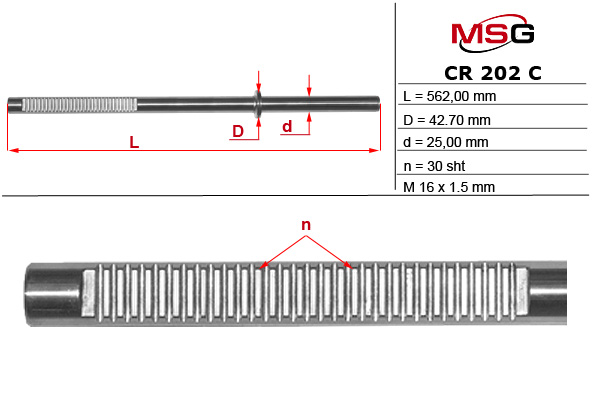 MSG
CR 202 C
L = 562,00 mm
D = 42.70 mm
d = 25,00 mm
n = 30 sht
M 16 x 1.5 mm
D
d
L
n